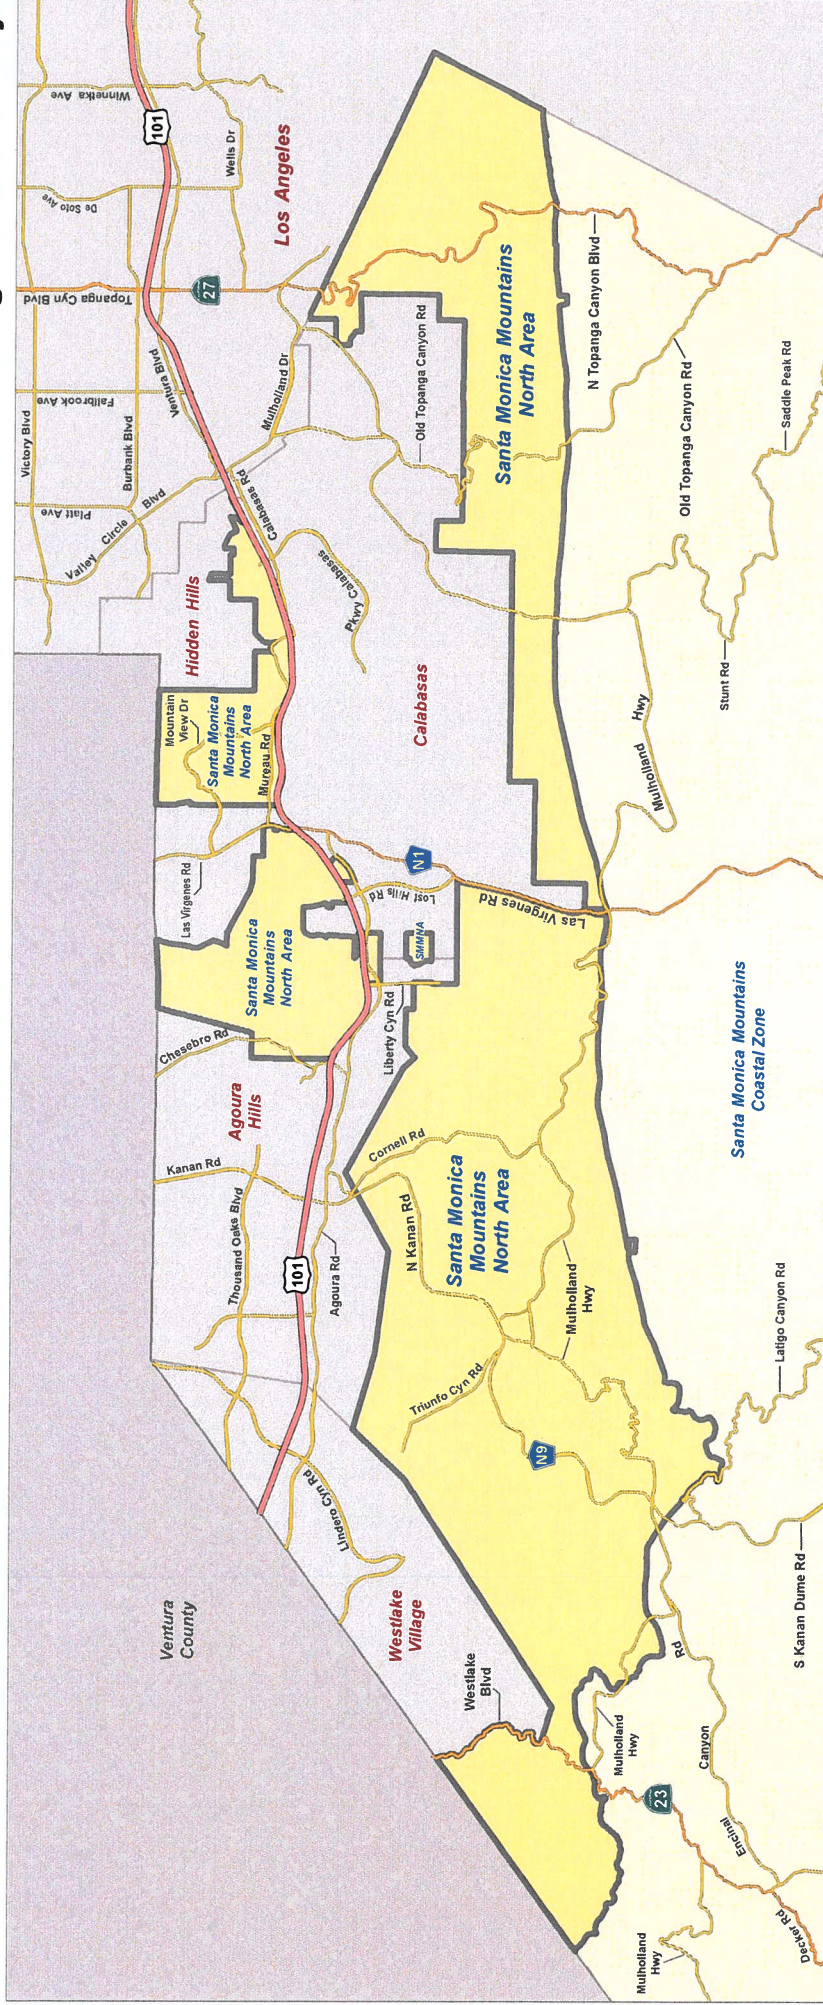 Winnetka Ave
101
Wells Dr
De Soto Ave
Los Angeles
Topanga Cyn Blvd
27
Ventura Blvd
Fallbrook Ave
Victory Blvd
Burbank Blvd
Mulholland Dr
Old Topanga Canyon Rd
Santa Monica Mountains
North Area
N Topanga Canyon Blvd
Old Topanga Canyon Rd
Saddle Peak Rd
Platt Ave
Valley Circle Blvd
Calabasas Rd
Pkwy Calabasas
Hidden Hills
Calabasas
Stunt Rd
Mulholland Hwy
Mountain
View Dr
Santa Monica
Mountains
North Area
Mureau Rd
Las Virgenes Rd
N1
Lost Hills Rd
Las Virgenes Rd
SMMNA
Santa Monica
Mountains
North Area
Liberty Cyn Rd
Chesebro Rd
Agoura
Hills
Kanan Rd
Thousand Oaks Blvd
101
Agoura Rd
Cornell Rd
N Kanan Rd
Santa Monica
Mountains
North Area
Mulholland
Hwy
Santa Monica Mountains
Coastal Zone
Triunfo Cyn Rd
N9
Latigo Canyon Rd
Lindero Cyn Rd
Ventura
County
Westlake
Village
Westlake
Blvd
S Kanan Dume Rd
Mulholland
Hwy
23
Encinal Canyon Rd
Decker Rd
Mulholland
Hwy